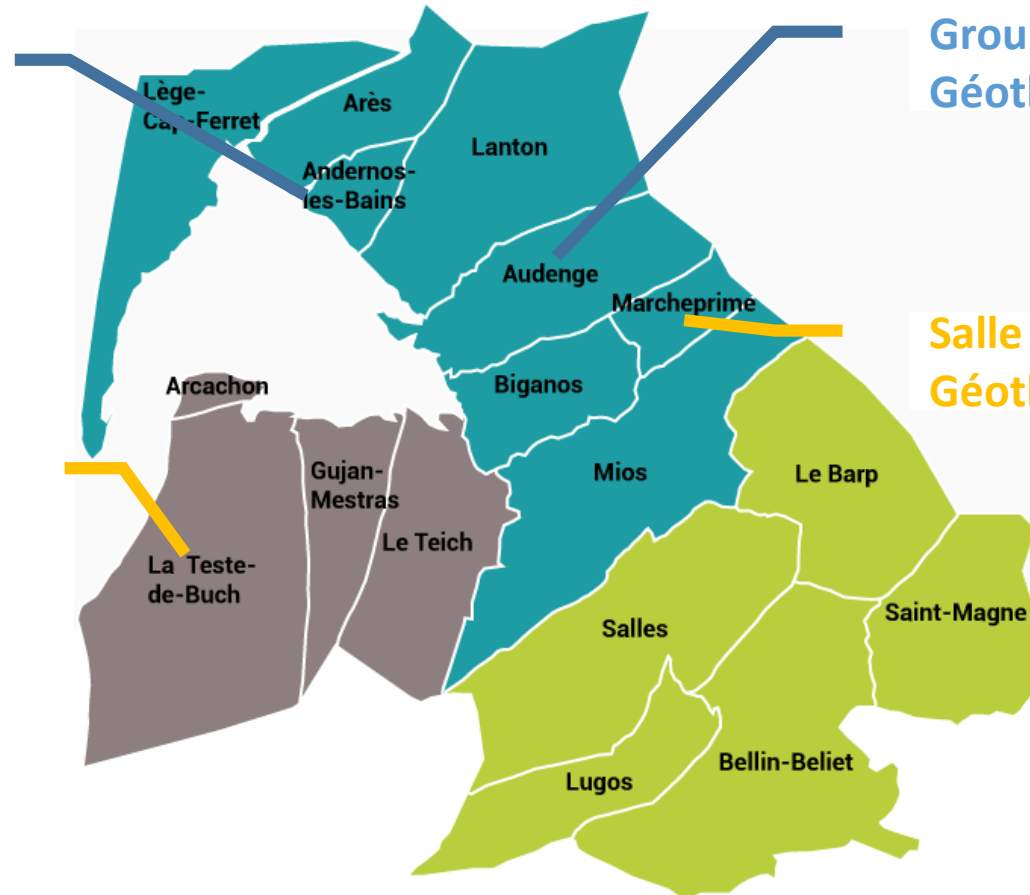 Grou
Géoth
Lège-
Cap-Ferret
Arès
Lanton
Andernos-
les-Bains
Audenge
Marcheprime
Salle
Géoth
Arcachon
Biganos
Gujan-
Mestras
Mios
Le Barp
Le Teich
La Teste-
de-Buch
Salles
Saint-Magne
Bellin-Beliet
Lugos